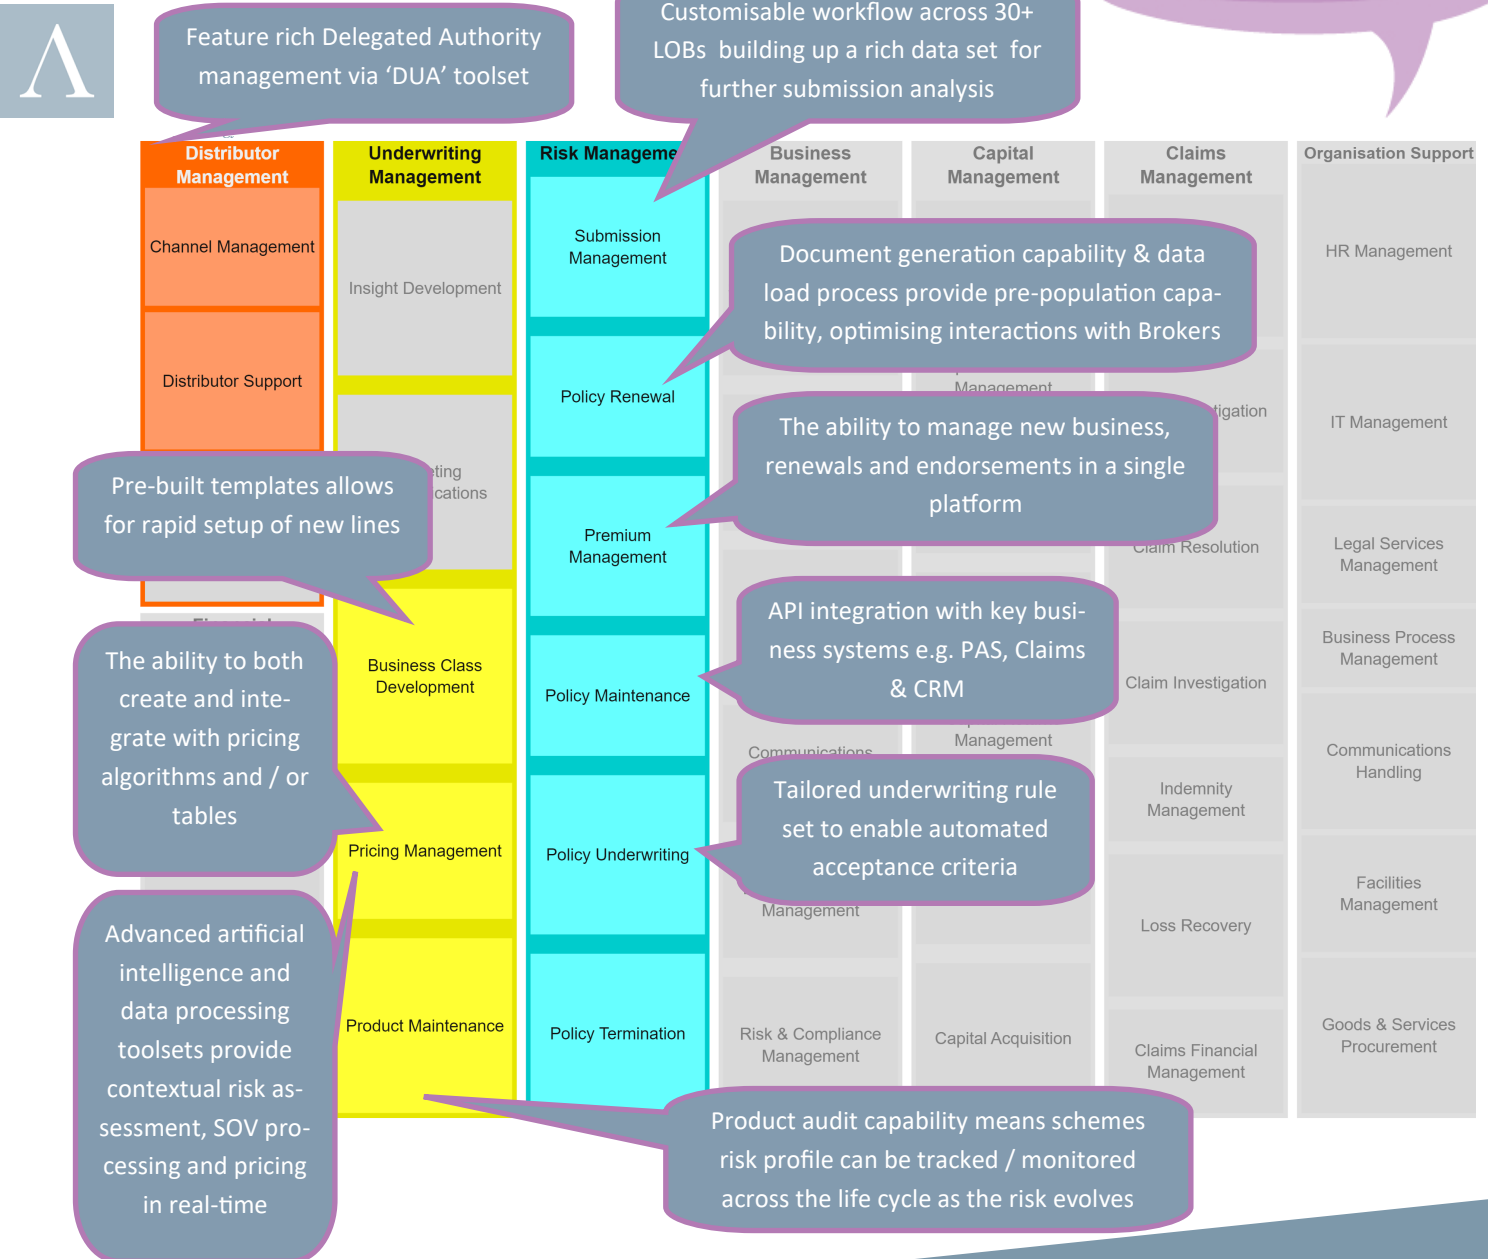 Λ
Feature rich Delegated Authority
management via ‘DUA’ toolset
Customisable workflow across 30+
LOBs building up a rich data set for
further submission analysis
Distributor
Management
Channel Management
Distributor Support
Underwriting
Management
Insight Development
Business Class
Development
Pricing Management
Product Maintenance
Risk
Submission
Management
Policy Renewal
Premium
Management
Policy Maintenance
Policy Underwriting
Policy Termination
Business
Management
Communications
Management
Risk & Compliance
Management
Capital
Management
Management
Management
Capital Acquisition
Claims
Management
Claim Resolution
Claim Investigation
Indemnity
Management
Loss Recovery
Claims Financial
Management
Organisation Support
HR Management
IT Management
Legal Services
Management
Business Process
Management
Communications
Handling
Facilities
Management
Goods & Services
Procurement
Document generation capability & data
load process provide pre-population capa-
bility, optimising interactions with Brokers
The ability to manage new business,
renewals and endorsements in a single
platform
Pre-built templates allows
for rapid setup of new lines
API integration with key busi-
ness systems e.g. PAS, Claims
& CRM
The ability to both
create and inte-
grate with pricing
algorithms and / or
tables
Tailored underwriting rule
set to enable automated
acceptance criteria
Advanced artificial
intelligence and
data processing
toolsets provide
contextual risk as-
sessment, SOV pro-
cessing and pricing
in real-time
Product audit capability means schemes
risk profile can be tracked / monitored
across the life cycle as the risk evolves